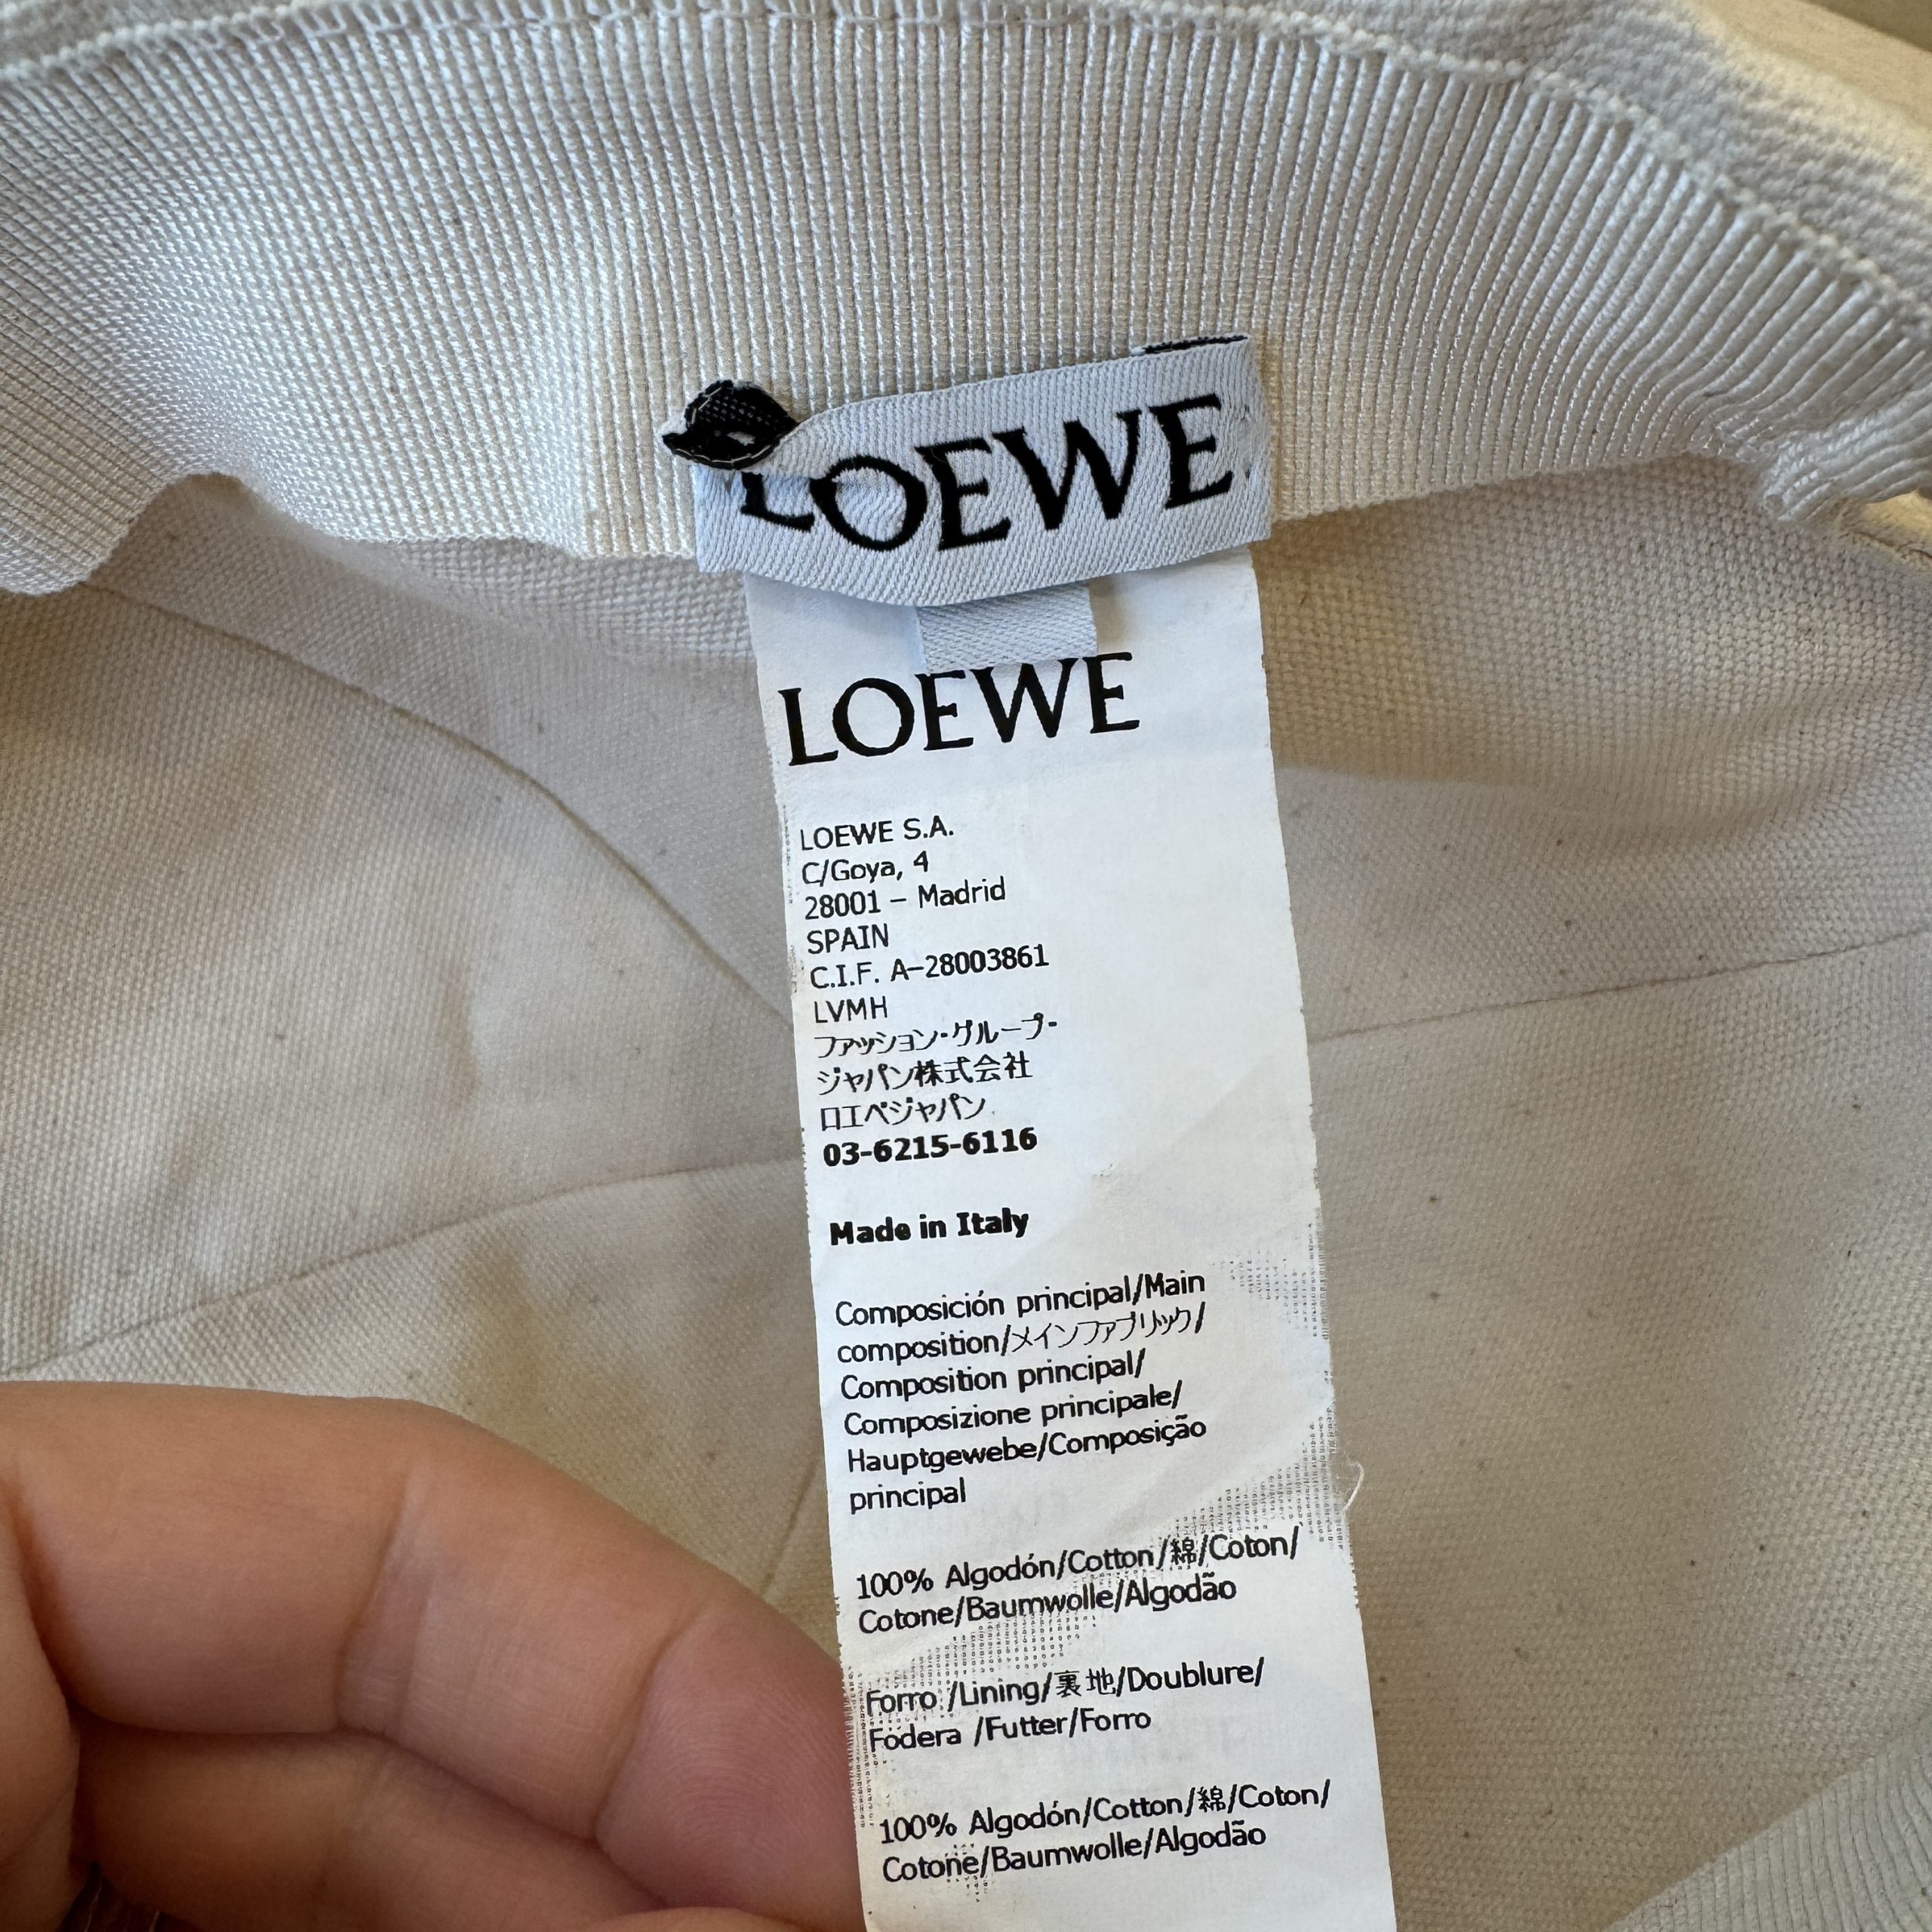 LOEWE
LOEWE
LOEWE S.A.
C/Goya, 4
28001 – Madrid
SPAIN
C.I.F. A–28003861
LVMH
ファッション・グループ・
ジャパン株式会社
ロエベジャパン
03-6215-6116
Made in Italy
Composición principal/Main
composition/メインファブリック/
Composition principal/
Composizione principale/
Hauptgewebe/Composição
principal
100% Algodón/Cotton/綿/Coton/
Cotone/Baumwolle/Algodão
Forro /Lining/裏地/Doublure/
Fodera /Futter/Forro
100% Algodón/Cotton/綿/Coton/
Cotone/Baumwolle/Algodão